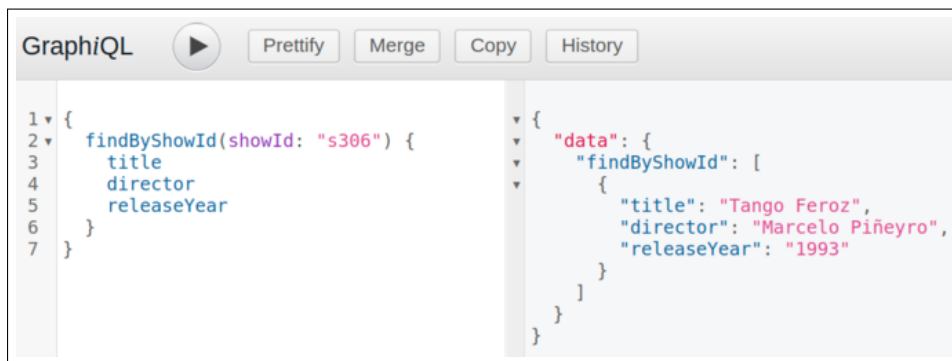 GraphiQL Prettify Merge Copy History
1 {
2 findByShowId(showId: "s306") {
3 title
4 director
5 releaseYear
6 }
7 }
{
"data": {
"findByShowId": [
{
"title": "Tango Feroz",
"director": "Marcelo Piñeyro",
"releaseYear": "1993"
}
]
}
}